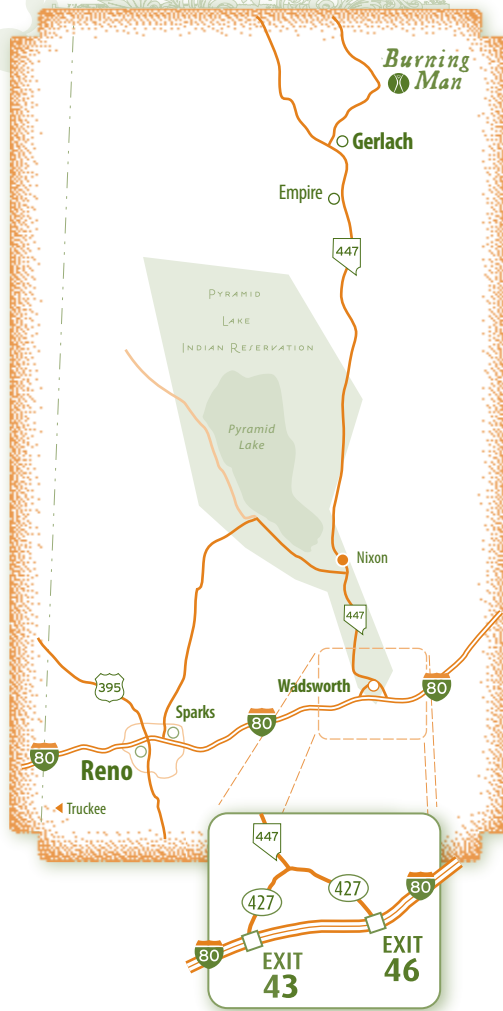 Burning
Man
Gerlach
Empire
447
Pyramid
Lake
Indian Reservation
Pyramid
Lake
Nixon
447
395
Wadsworth
80
Sparks
80
80
Reno
Truckee
447
427
427
80
80
EXIT
46
EXIT
43